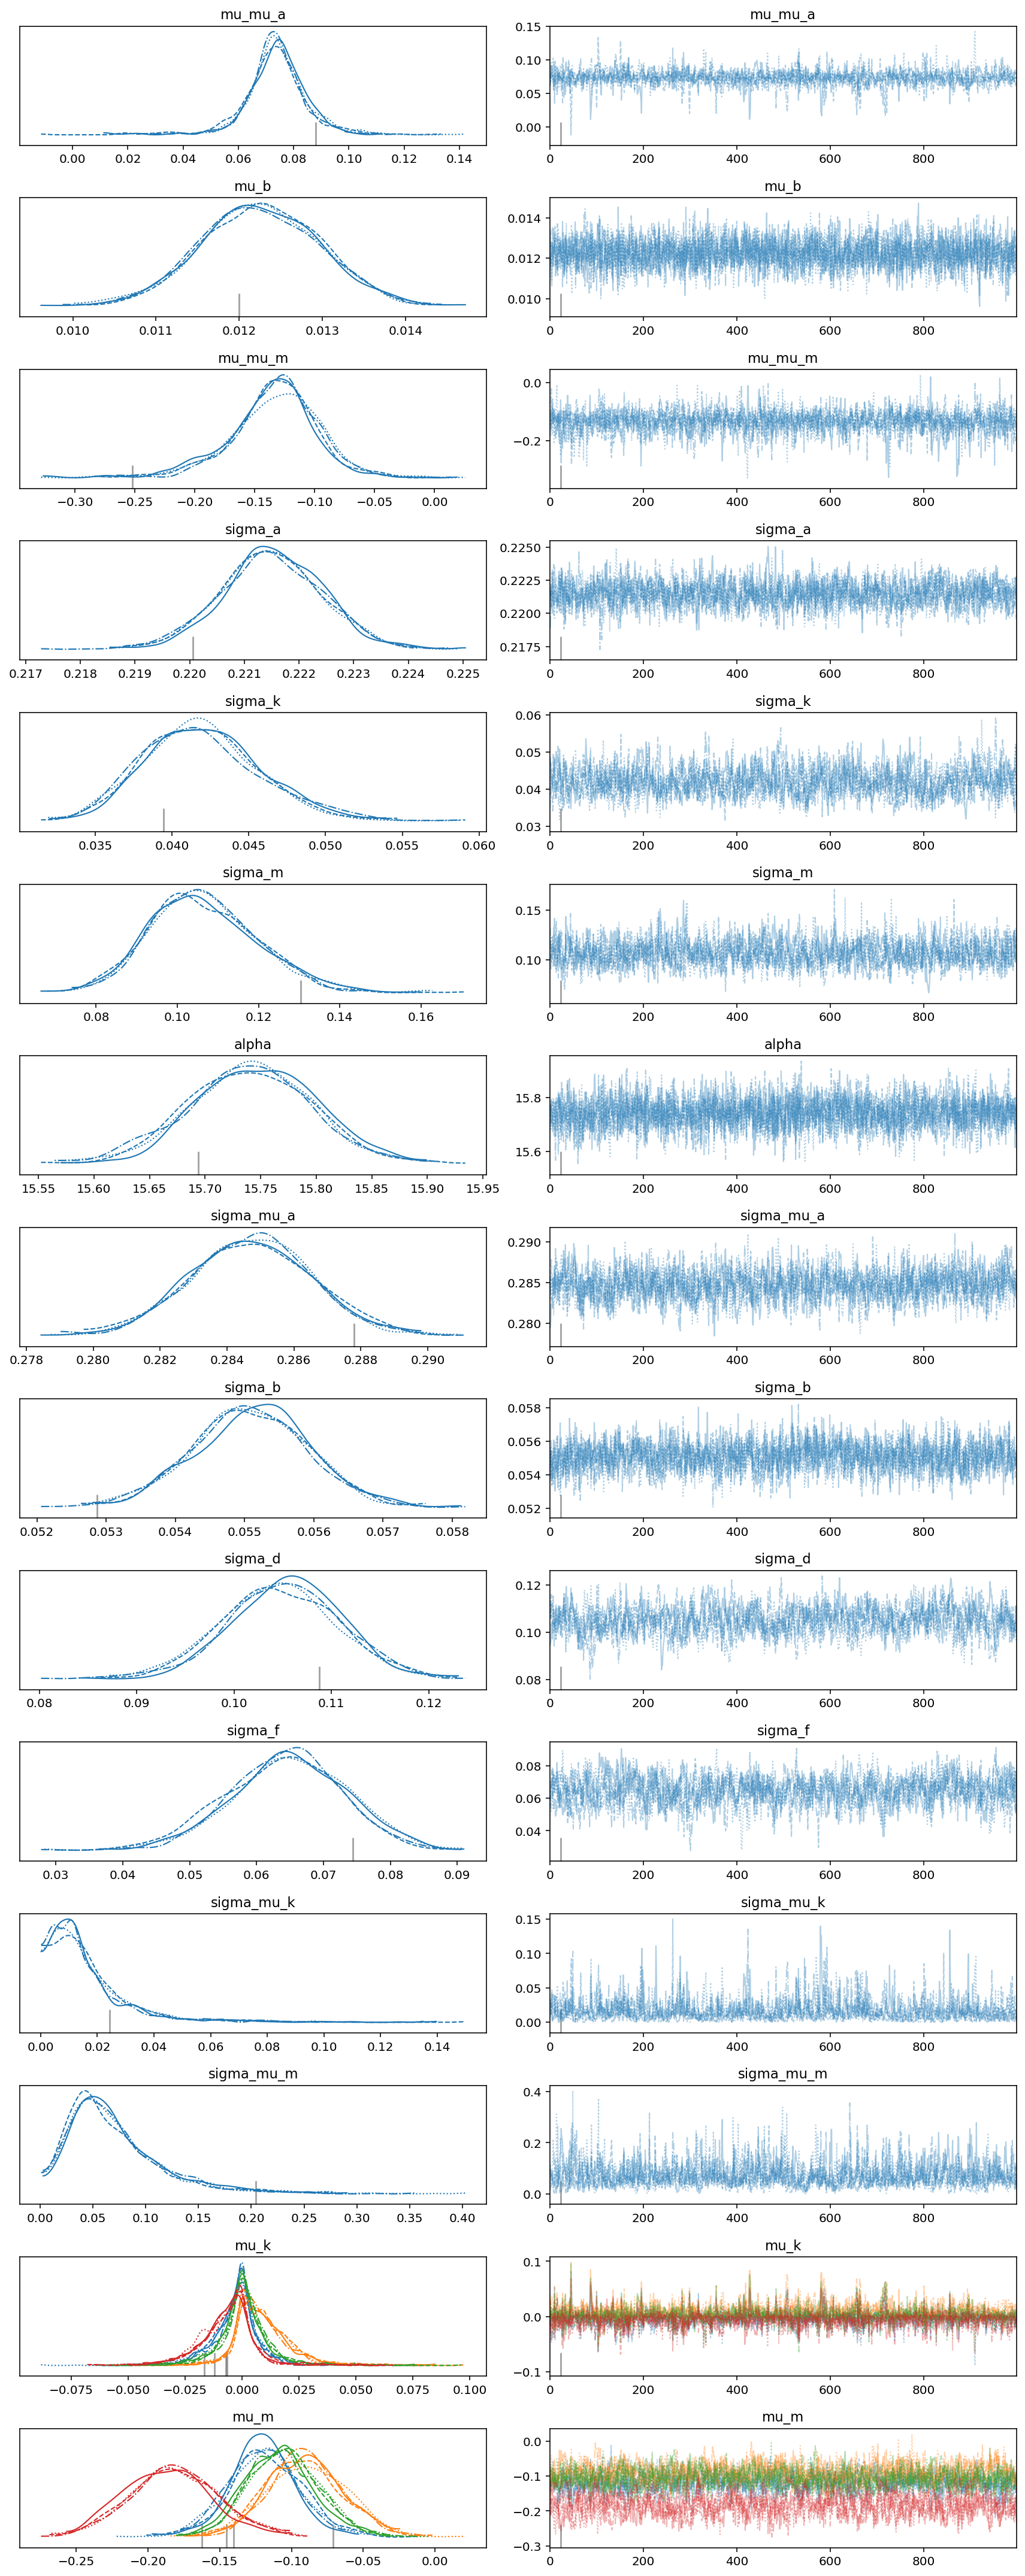 mu_mu_a mu_mu_a
0.15
0.10
0.05
0.00
0.00 0.02 0.04 0.06 0.08 0.10 0.12 0.14 0 200 400 600 800
mu_b mu_b
0.014
0.012
0.010
0.010 0.011 0.012 0.013 0.014 0 200 400 600 800
mu_mu_m mu_mu_m
0.0
−0.2
−0.30 −0.25 −0.20 −0.15 −0.10 −0.05 0.00 0 200 400 600 800
sigma_a sigma_a
0.2250
0.2225
0.2200
0.2175
0.217 0.218 0.219 0.220 0.221 0.222 0.223 0.224 0.225 0 200 400 600 800
sigma_k sigma_k
0.06
0.05
0.04
0.03
0.035 0.040 0.045 0.050 0.055 0.060 0 200 400 600 800
sigma_m sigma_m
0.15
0.10
0.08 0.10 0.12 0.14 0.16 0 200 400 600 800
alpha alpha
15.8
15.6
15.55 15.60 15.65 15.70 15.75 15.80 15.85 15.90 15.95 0 200 400 600 800
sigma_mu_a sigma_mu_a
0.290
0.285
0.280
0.278 0.280 0.282 0.284 0.286 0.288 0.290 0 200 400 600 800
sigma_b sigma_b
0.058
0.056
0.054
0.052
0.052 0.053 0.054 0.055 0.056 0.057 0.058 0 200 400 600 800
sigma_d sigma_d
0.12
0.10
0.08
0.08 0.09 0.10 0.11 0.12 0 200 400 600 800
sigma_f sigma_f
0.08
0.06
0.04
0.03 0.04 0.05 0.06 0.07 0.08 0.09 0 200 400 600 800
sigma_mu_k sigma_mu_k
0.15
0.10
0.05
0.00
0.00 0.02 0.04 0.06 0.08 0.10 0.12 0.14 0 200 400 600 800
sigma_mu_m sigma_mu_m
0.4
0.2
0.0
0.00 0.05 0.10 0.15 0.20 0.25 0.30 0.35 0.40 0 200 400 600 800
mu_k mu_k
0.1
0.0
−0.1
−0.075 −0.050 −0.025 0.000 0.025 0.050 0.075 0.100 0 200 400 600 800
mu_m mu_m
0.0
−0.1
−0.2
−0.3
−0.25 −0.20 −0.15 −0.10 −0.05 0.00 0 200 400 600 800